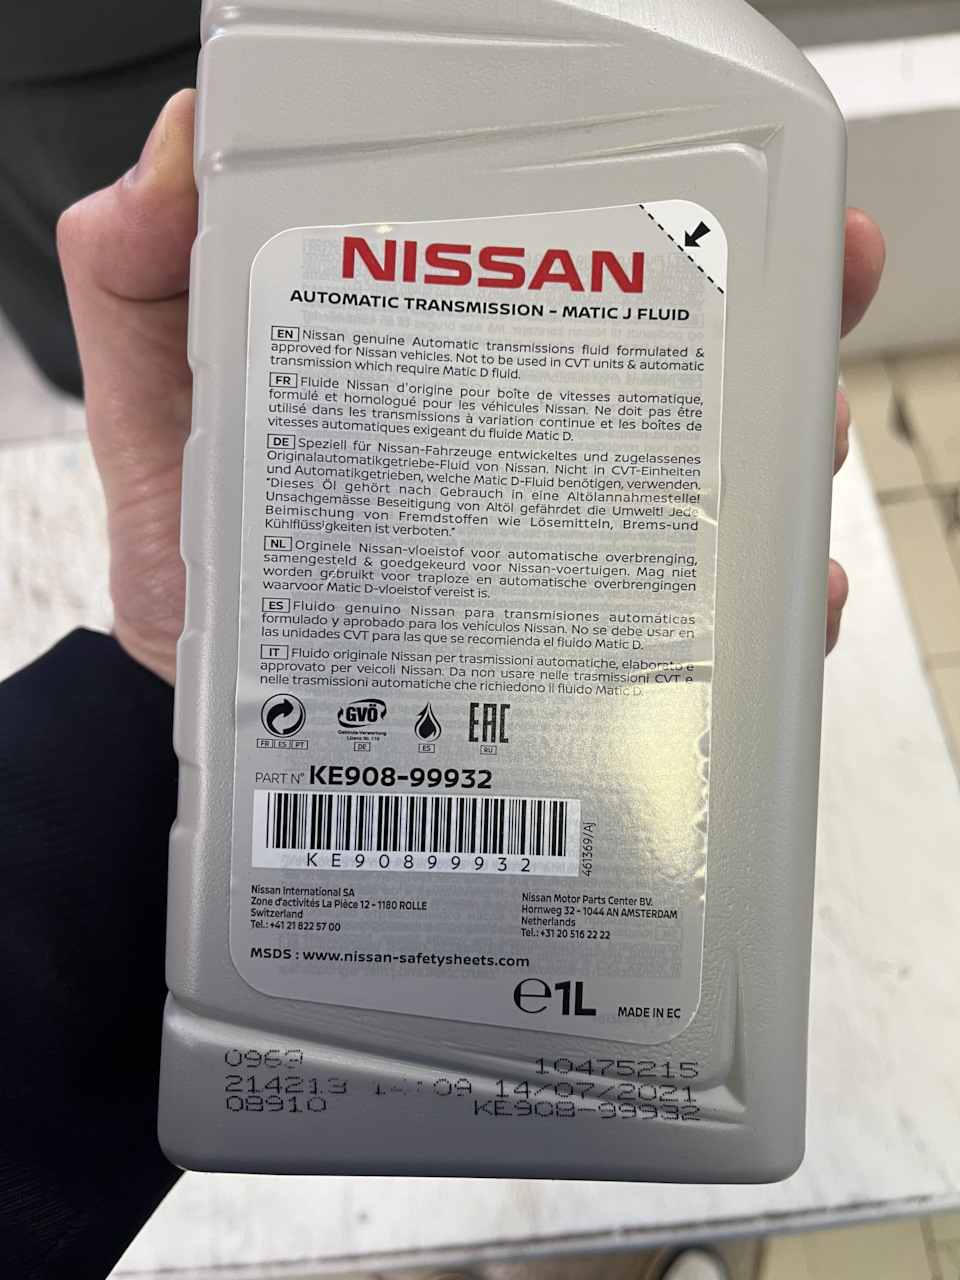 NISSAN
AUTOMATIC TRANSMISSION - MATIC J FLUID
EN Nissan genuine Automatic transmissions fluid formulated &
approved for Nissan vehicles. Not to be used in CVT units & automatic
transmission which require Matic D fluid.
FR Fluide Nissan d'origine pour boîte de vitesses automatique,
formulé et homologué pour les véhicules Nissan. Ne doit pas être
utilisé dans les transmissions à variation continue et les boîtes de
vitesses automatiques exigeant du fluide Matic D.
DE Speziell für Nissan-Fahrzeuge entwickeltes und zugelassenes
Originalautomatikgetriebe-Fluid von Nissan. Nicht in CVT-Einheiten
und Automatikgetrieben, welche Matic D-Fluid benötigen, verwenden.
"Dieses Öl gehört nach Gebrauch in eine Altölannahmestelle!
Unsachgemässe Beseitigung von Altöl gefährdet die Umwelt! Jede
Beimischung von Fremdstoffen wie Lösemitteln, Brems-und
Kühlflüssigkeiten ist verboten."
NL Orginele Nissan-vloeistof voor automatische overbrenging,
samengesteld & goedgekeurd voor Nissan-voertuigen. Mag niet
worden gebruikt voor traploze en automatische overbrengingen
waarvoor Matic D-vloeistof vereist is.
ES Fluido genuino Nissan para transmisiones automáticas
formulado y aprobado para los vehículos Nissan. No se debe usar en
las unidades CVT para las que se recomienda el fluido Matic D.
IT Fluido originale Nissan per trasmissioni automatiche, elaborato e
approvato per veicoli Nissan. Da non usare nelle trasmissioni CVT e
nelle trasmissioni automatiche che richiedono il fluido Matic D.
GVÖ EAC
Gebinde-Verwertung
Lizenz Nr. 110
FR ES PT DE ES RU
PART N° KE908-99932
KE90899932
461369/Aj
Nissan International SA
Zone d'activités La Pièce 12 - 1180 ROLLE
Switzerland
Tel.: +41 21 822 57 00
Nissan Motor Parts Center BV.
Hornweg 32 - 1044 AN AMSTERDAM
Netherlands
Tel.: +31 20 516 22 22
MSDS : www.nissan-safetysheets.com
e1L MADE IN EC
10475215
214213 14/07/2021
08910 KE908-99932